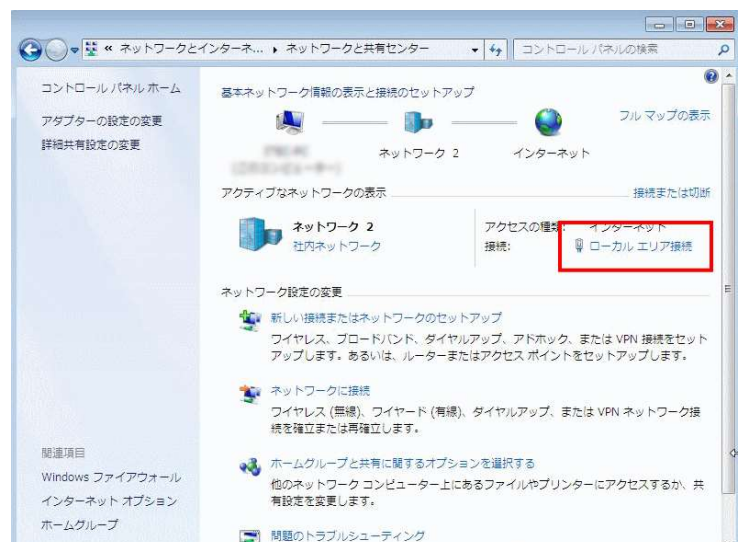 « ネットワークとインターネ... ▸ ネットワークと共有センター
コントロール パネルの検索
コントロール パネル ホーム
アダプターの設定の変更
詳細共有設定の変更
基本ネットワーク情報の表示と接続のセットアップ
フル マップの表示
ネットワーク 2
インターネット
アクティブなネットワークの表示
接続または切断
ネットワーク 2
社内ネットワーク
アクセスの種類: インターネット
接続: ローカル エリア接続
ネットワーク設定の変更
新しい接続またはネットワークのセットアップ
ワイヤレス、ブロードバンド、ダイヤルアップ、アドホック、または VPN 接続をセット
アップします。あるいは、ルーターまたはアクセス ポイントをセットアップします。
ネットワークに接続
ワイヤレス (無線)、ワイヤード (有線)、ダイヤルアップ、または VPN ネットワーク接
続を確立または再確立します。
ホームグループと共有に関するオプションを選択する
他のネットワーク コンピューター上にあるファイルやプリンターにアクセスするか、共
有設定を変更します。
問題のトラブルシューティング
関連項目
Windows ファイアウォール
インターネット オプション
ホームグループ